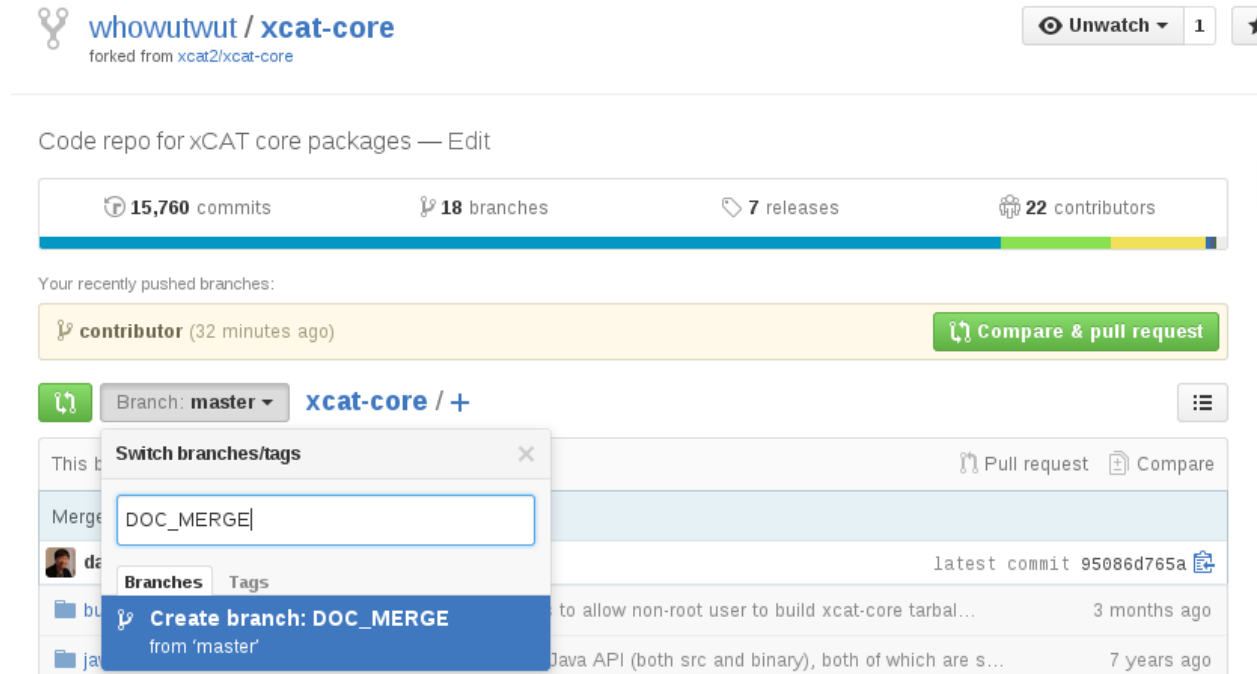 whowutwut / xcat-core
forked from xcat2/xcat-core
Unwatch 1
Code repo for xCAT core packages — Edit
15,760 commits 18 branches 7 releases 22 contributors
Your recently pushed branches:
contributor (32 minutes ago) Compare & pull request
Branch: master xcat-core / +
Switch branches/tags
This Pull request Compare
DOC_MERGE
Merge
latest commit 95086d765a
Branches Tags
Create branch: DOC_MERGE
to allow non-root user to build xcat-core tarbal... 3 months ago
from ‘master’
Java API (both src and binary), both of which are s... 7 years ago